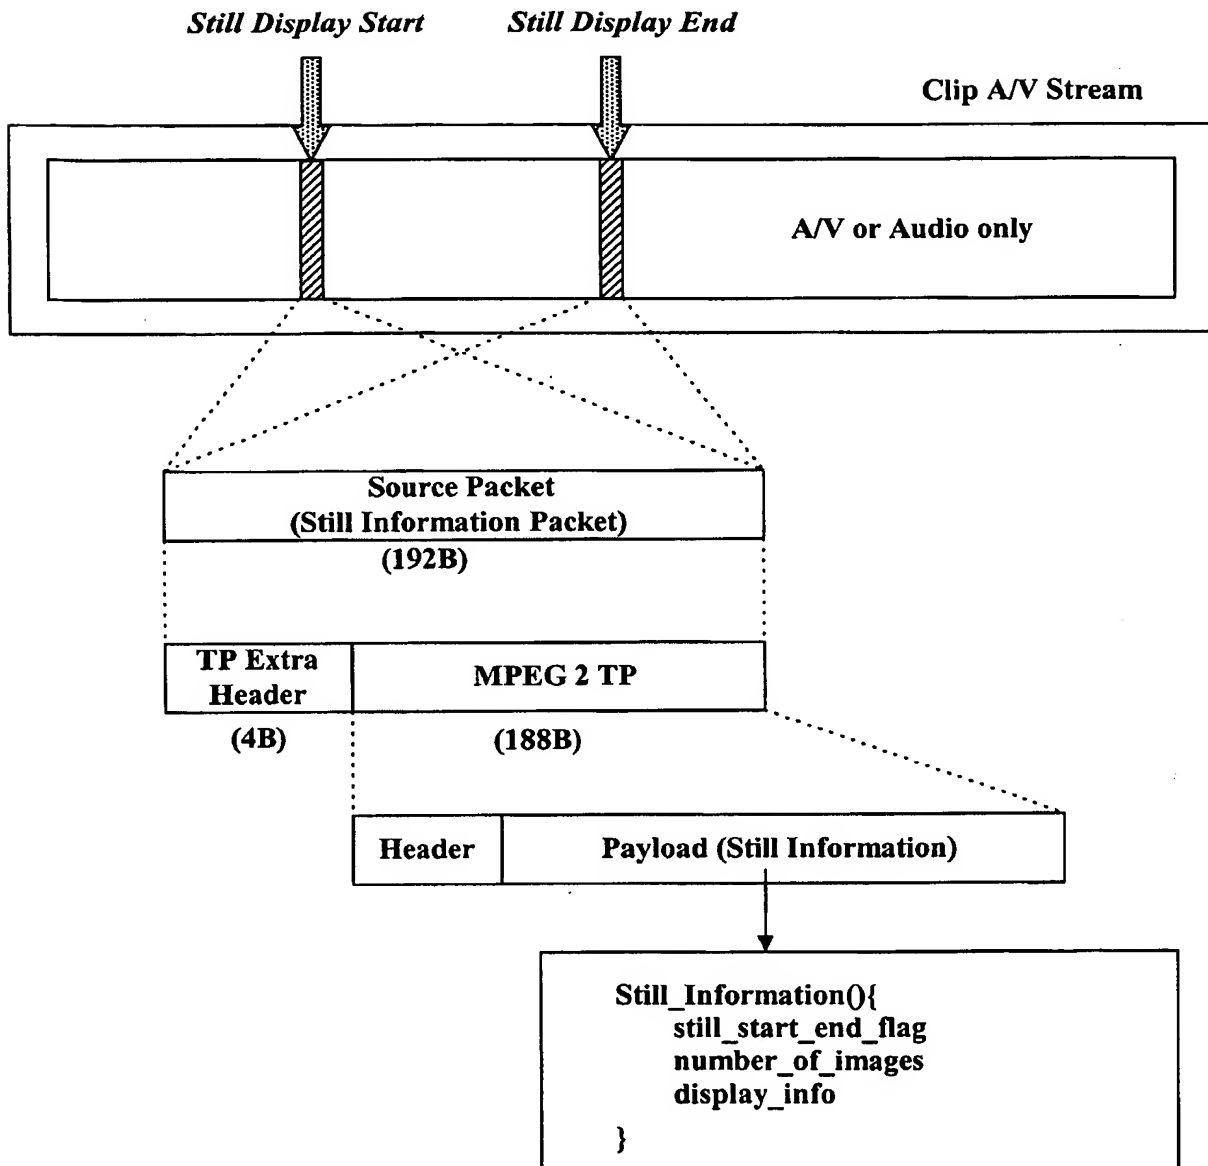 Still Display Start
Still Display End
Clip A/V Stream
A/V or Audio only
Source Packet
(Still Information Packet)
(192B)
TP Extra
Header
MPEG 2 TP
(4B)
(188B)
Header
Payload (Still Information)
Still_Information(){
still_start_end_flag
number_of_images
display_info
}